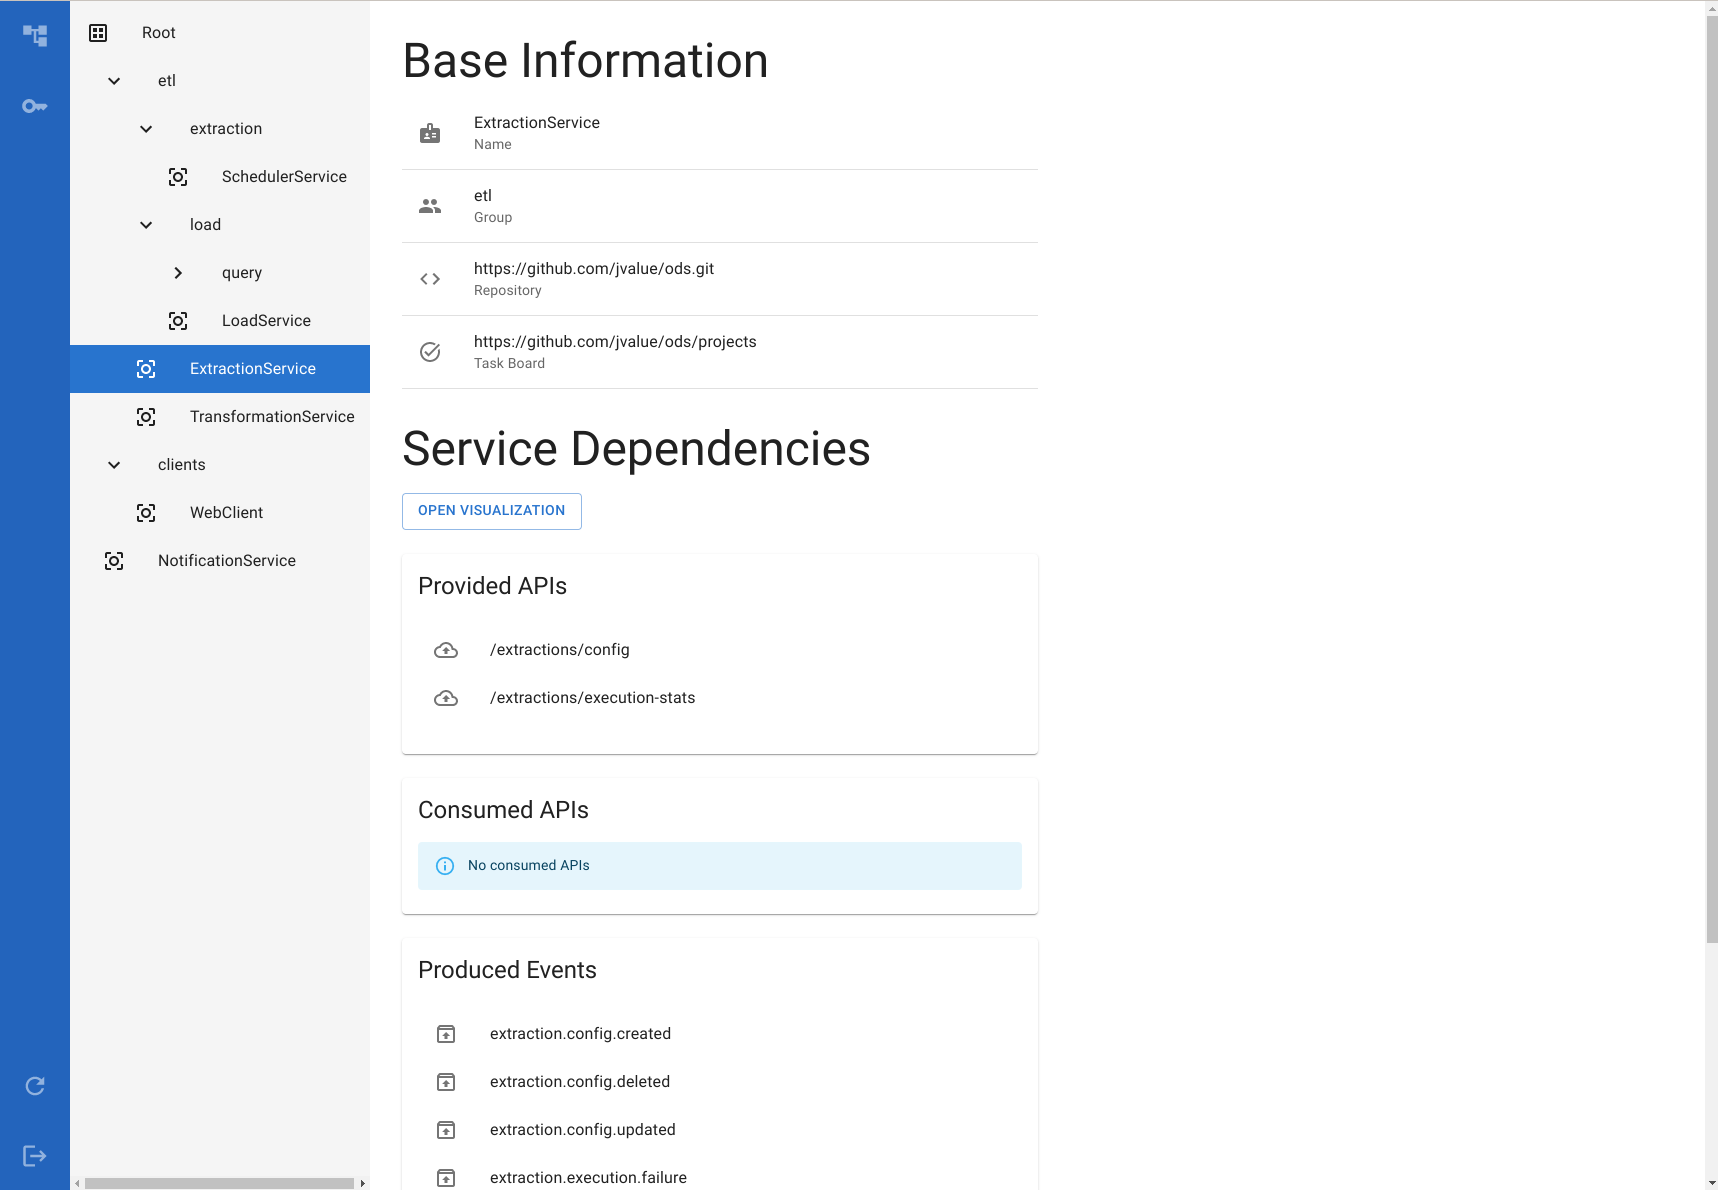 Root
etl
extraction
SchedulerService
load
query
LoadService
ExtractionService
TransformationService
clients
WebClient
NotificationService
Base Information
ExtractionService
Name
etl
Group
https://github.com/jvalue/ods.git
Repository
https://github.com/jvalue/ods/projects
Task Board
Service Dependencies
OPEN VISUALIZATION
Provided APIs
/extractions/config
/extractions/execution-stats
Consumed APIs
No consumed APIs
Produced Events
extraction.config.created
extraction.config.deleted
extraction.config.updated
extraction.execution.failure